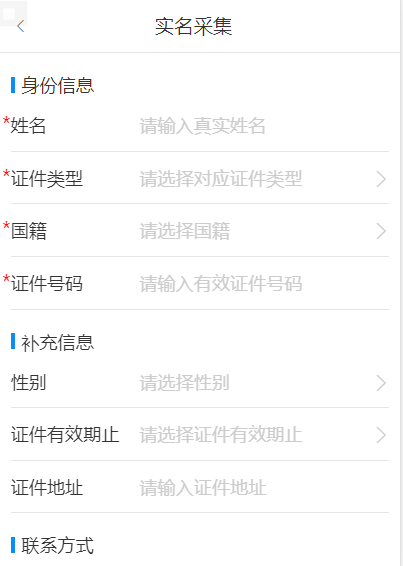 实名采集
身份信息
*姓名 请输入真实姓名
*证件类型 请选择对应证件类型
*国籍 请选择国籍
*证件号码 请输入有效证件号码
补充信息
性别 请选择性别
证件有效期止 请选择证件有效期止
证件地址 请输入证件地址
联系方式